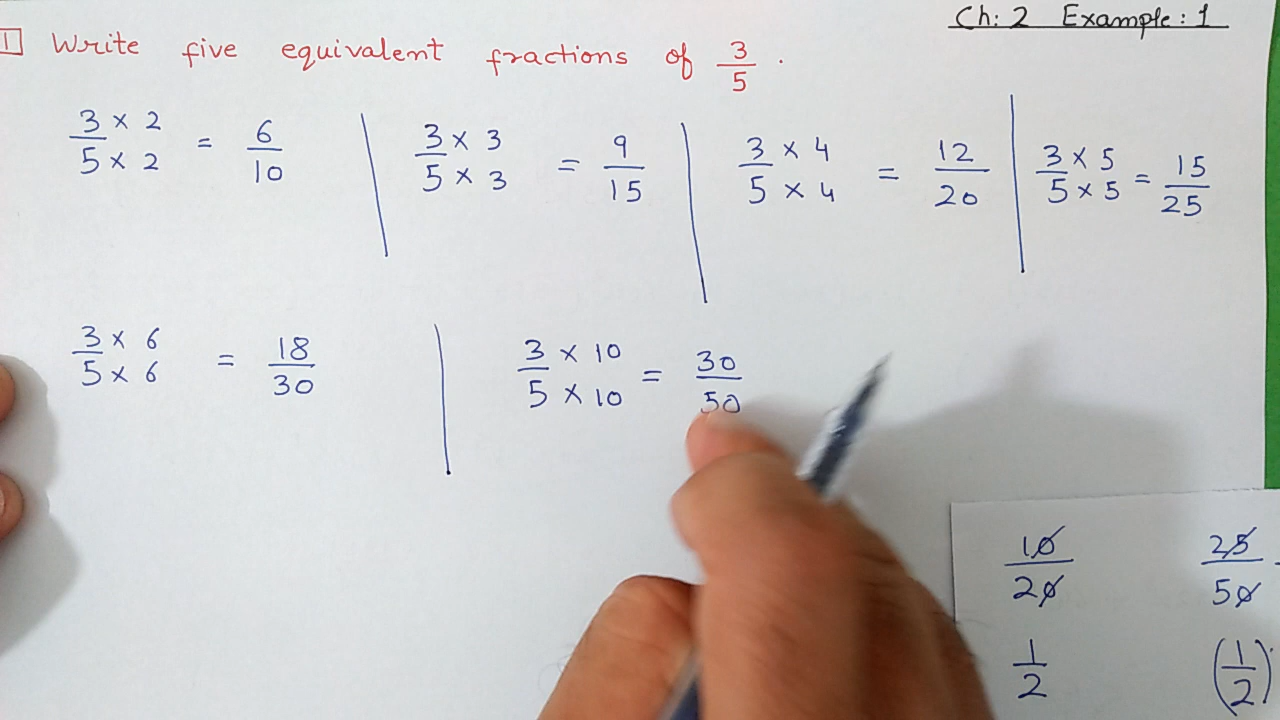 Ch: 2 Example: 1
1 Write five equivalent fractions of 3/5 .
3 × 2 / 5 × 2 = 6/10
3 × 3 / 5 × 3 = 9/15
3 × 4 / 5 × 4 = 12/20
3 × 5 / 5 × 5 = 15/25
3 × 6 / 5 × 6 = 18/30
3 × 10 / 5 × 10 = 30/50
10/20
25/50
1/2
(1/2)